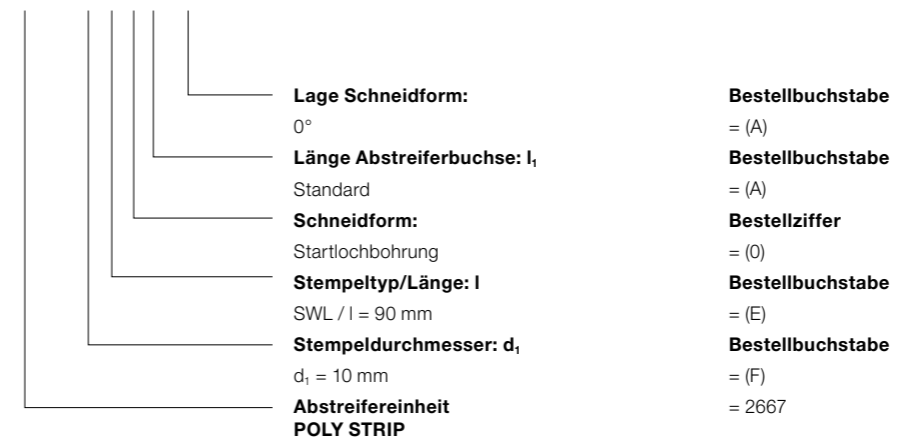 Lage Schneidform: Bestellbuchstabe
0° = (A)
Länge Abstreiferbuchse: l₁ Bestellbuchstabe
Standard = (A)
Schneidform: Bestellziffer
Startlochbohrung = (0)
Stempeltyp/Länge: l Bestellbuchstabe
SWL / l = 90 mm = (E)
Stempeldurchmesser: d₁ Bestellbuchstabe
d₁ = 10 mm = (F)
Abstreifereinheit = 2667
POLY STRIP